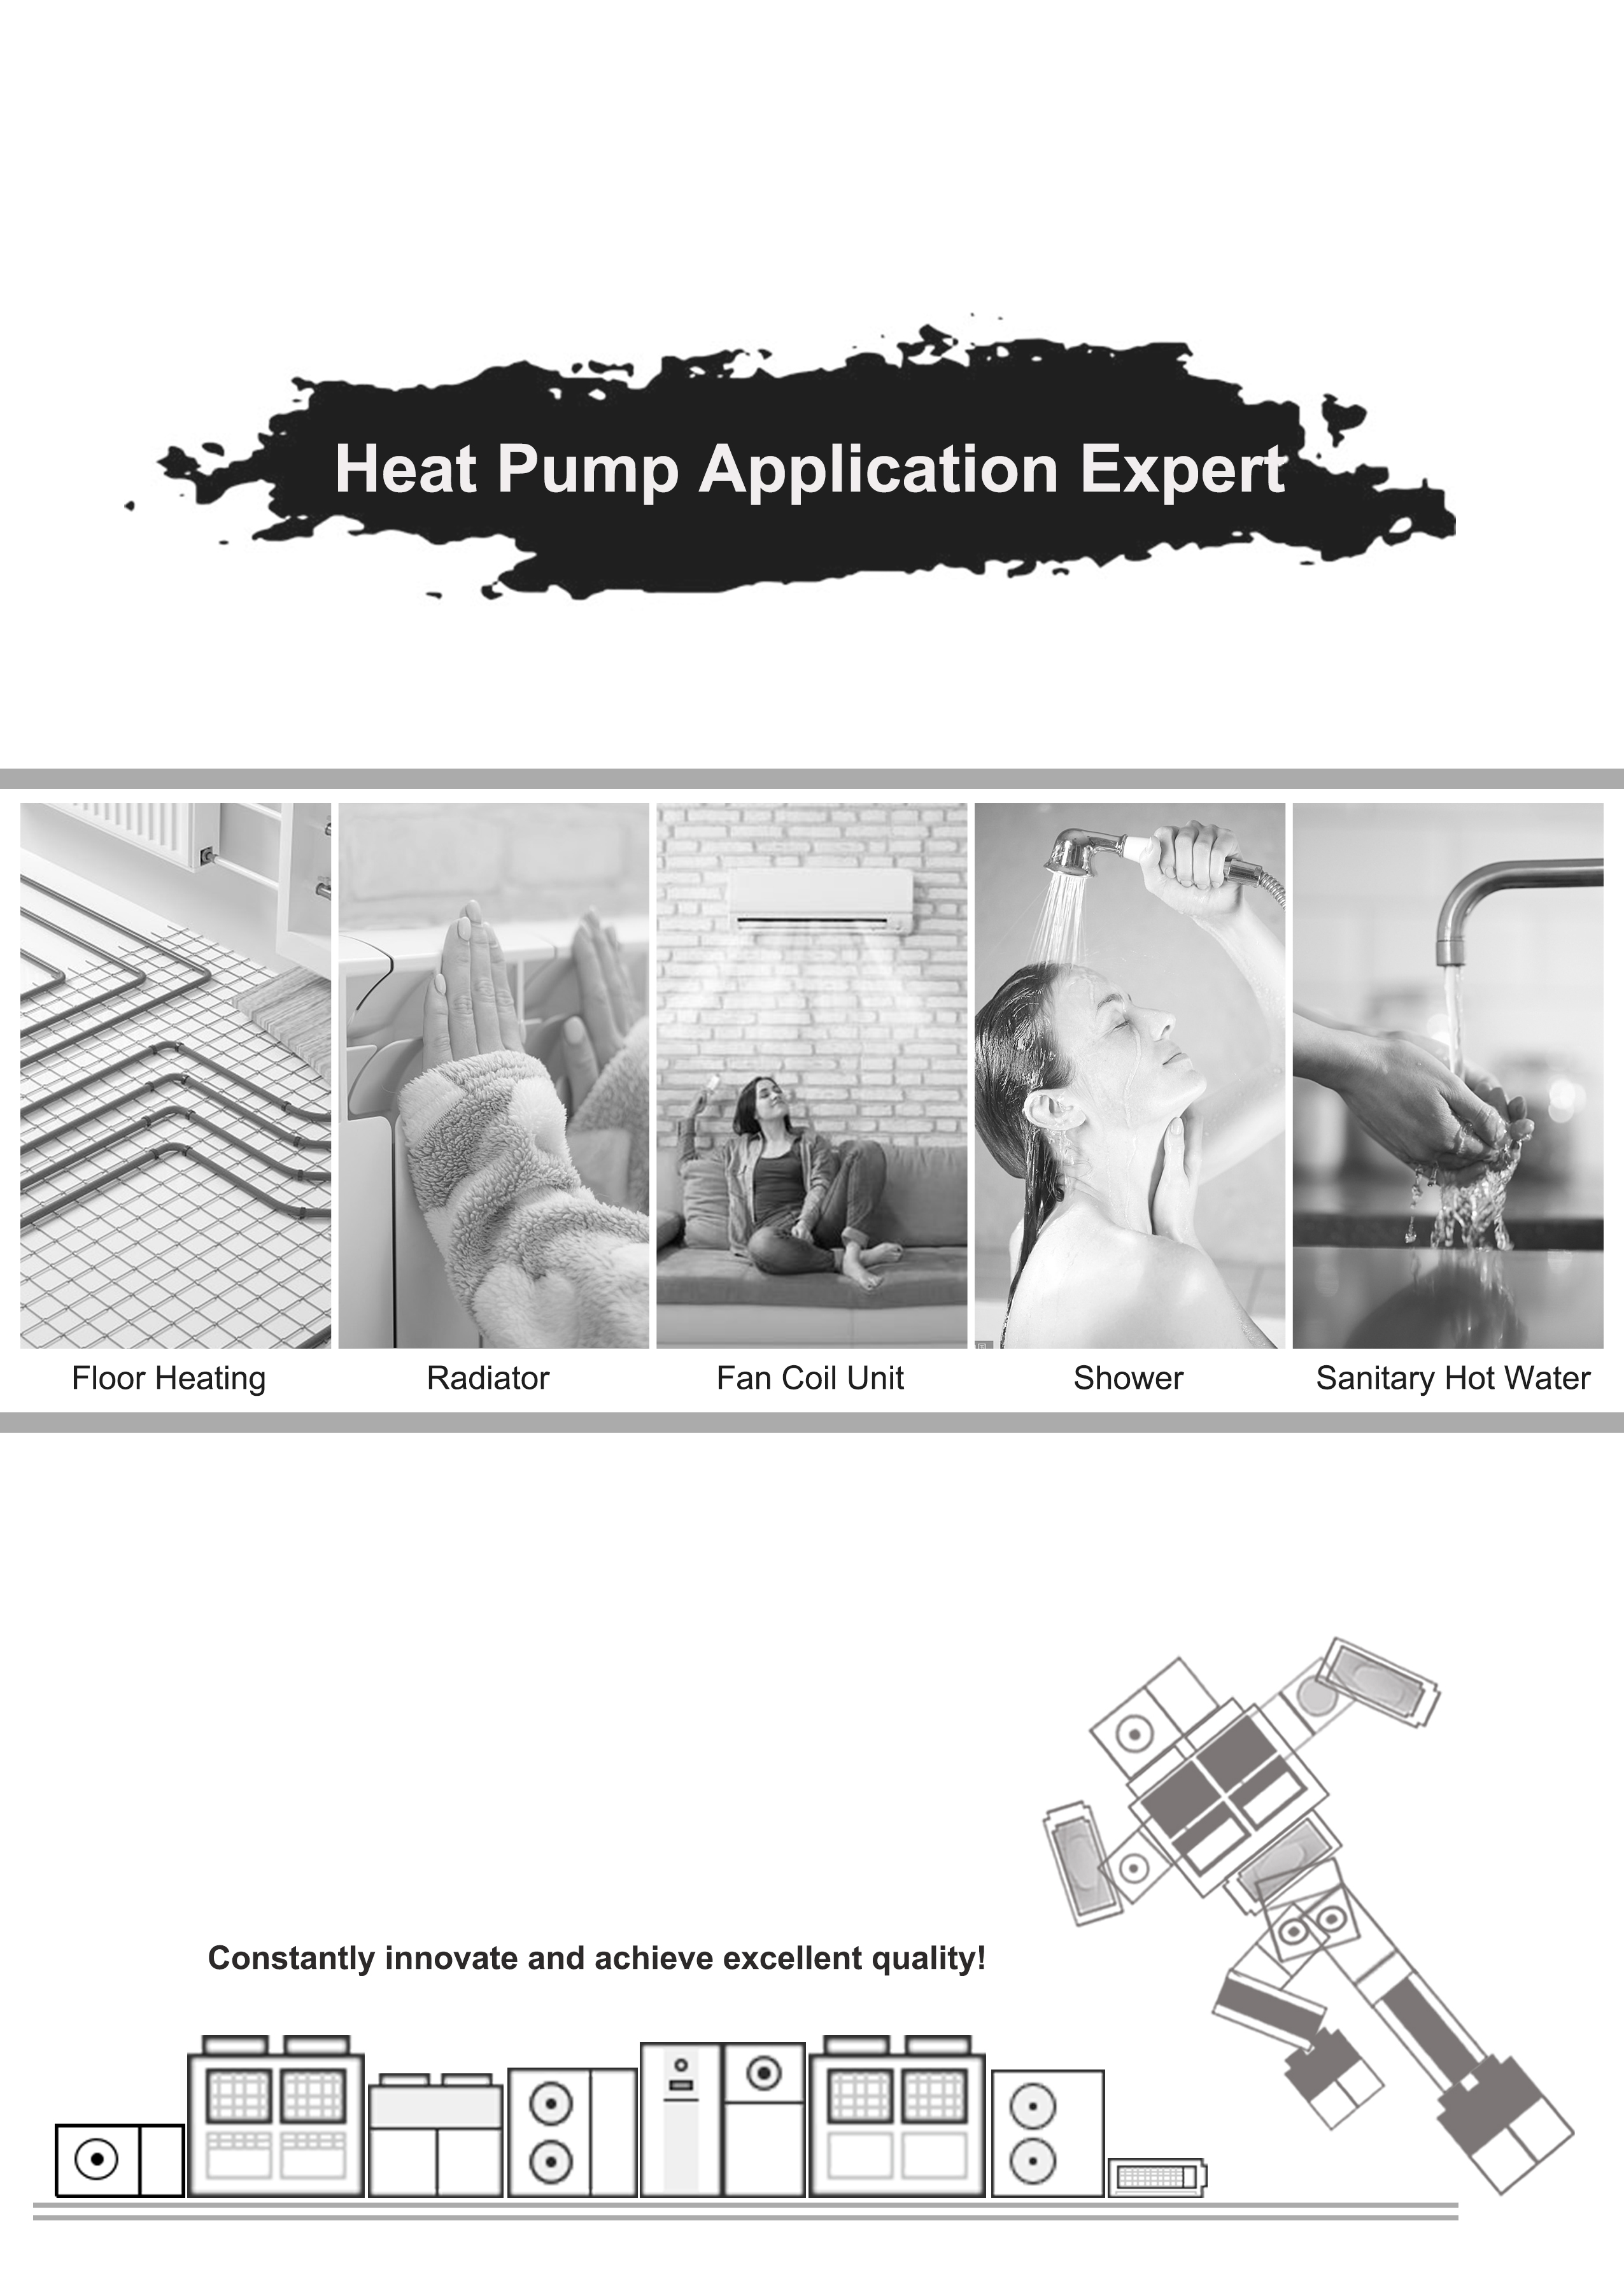 Heat Pump Application Expert
Floor Heating
Radiator
Fan Coil Unit
Shower
Sanitary Hot Water
Constantly innovate and achieve excellent quality!